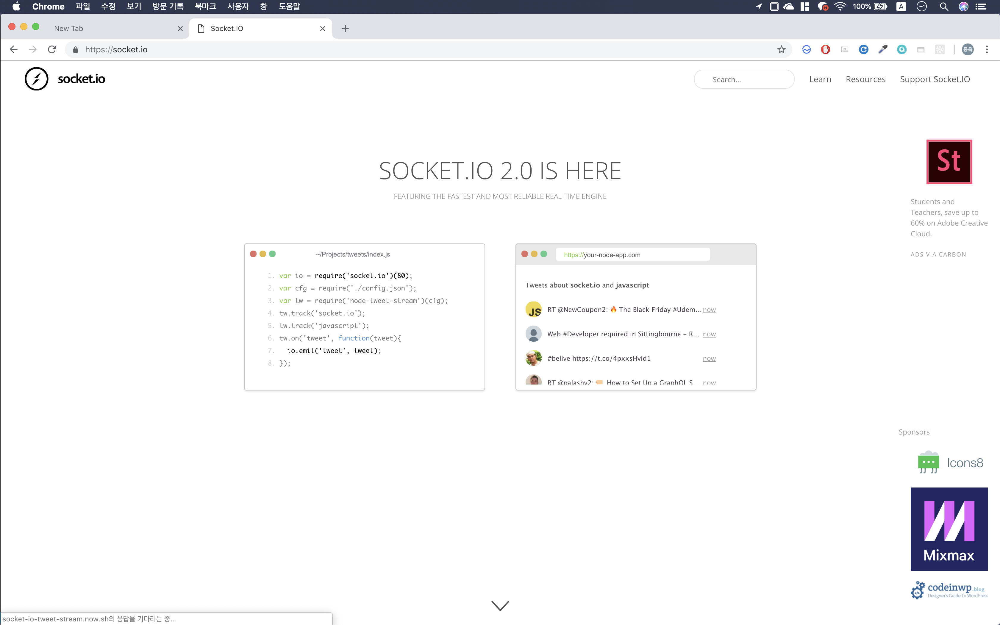 Chrome 파일 수정 보기 방문 기록 북마크 사용자 창 도움말
100% A
New Tab
Socket.IO
https://socket.io
동욱
socket.io
Search...
Learn
Resources
Support Socket.IO
SOCKET.IO 2.0 IS HERE
FEATURING THE FASTEST AND MOST RELIABLE REAL-TIME ENGINE
~/Projects/tweets/index.js
1. var io = require('socket.io')(80);
2. var cfg = require('./config.json');
3. var tw = require('node-tweet-stream')(cfg);
4. tw.track('socket.io');
5. tw.track('javascript');
6. tw.on('tweet', function(tweet){
7. io.emit('tweet', tweet);
8. });
https://your-node-app.com
Tweets about socket.io and javascript
JS
RT @NewCoupon2: 🔥 The Black Friday #Udem... now
Web #Developer required in Sittingbourne – R... now
#belive https://t.co/4pxxsHvid1 now
RT @palashv2: How to Set Up a GraphQL S... now
St
Students and
Teachers, save up to
60% on Adobe Creative
Cloud.
ADS VIA CARBON
Sponsors
Icons8
Mixmax
codeinwp.blog
Designer's Guide To WordPress
socket-io-tweet-stream.now.sh의 응답을 기다리는 중...